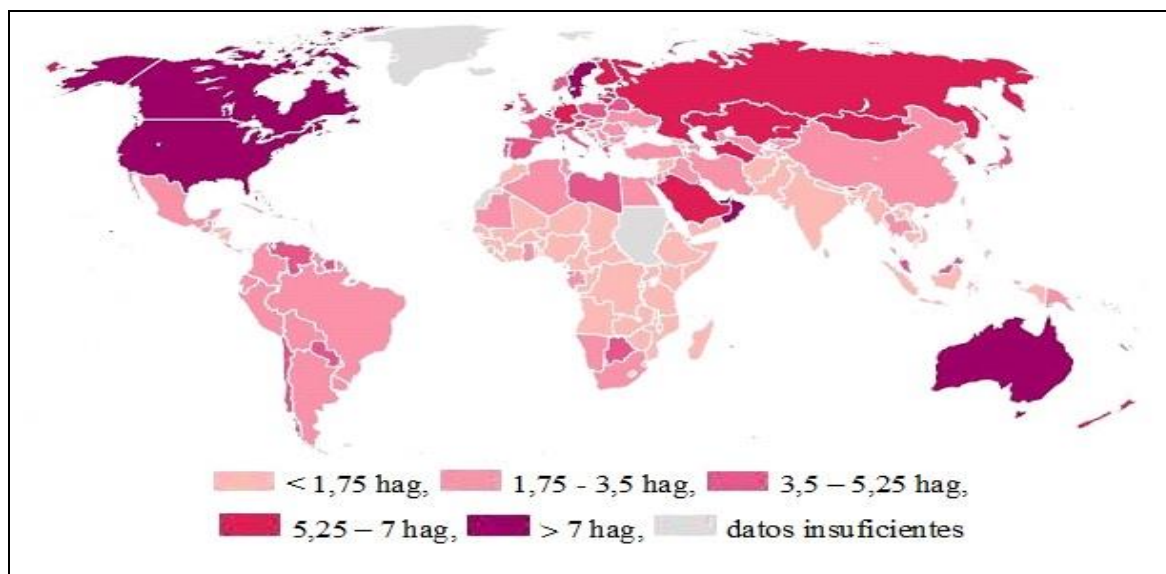 < 1,75 hag, 1,75 - 3,5 hag, 3,5 – 5,25 hag,
5,25 – 7 hag, > 7 hag, datos insuficientes